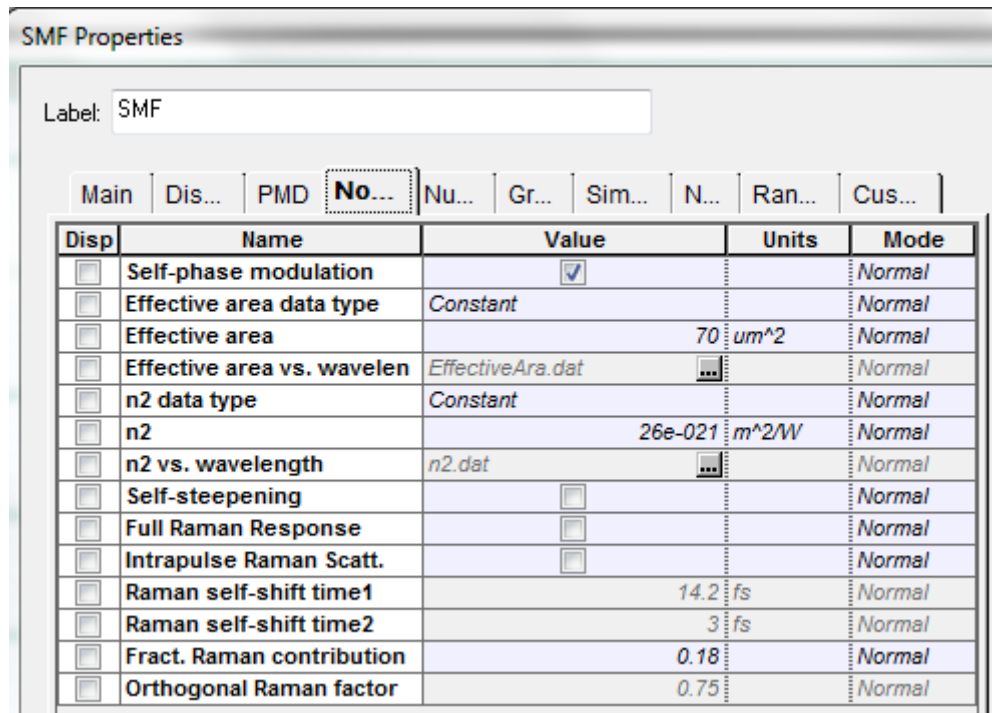 SMF Properties
Label: SMF
Main Dis... PMD No... Nu... Gr... Sim... N... Ran... Cus...
Disp Name Value Units Mode
Self-phase modulation Normal
Effective area data type Constant Normal
Effective area 70 um^2 Normal
Effective area vs. wavelen EffectiveAra.dat ... Normal
n2 data type Constant Normal
n2 26e-021 m^2/W Normal
n2 vs. wavelength n2.dat ... Normal
Self-steepening Normal
Full Raman Response Normal
Intrapulse Raman Scatt. Normal
Raman self-shift time1 14.2 fs Normal
Raman self-shift time2 3 fs Normal
Fract. Raman contribution 0.18 Normal
Orthogonal Raman factor 0.75 Normal